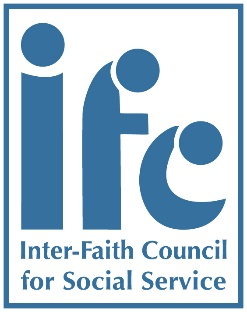 ifc
Inter-Faith Council
for Social Service